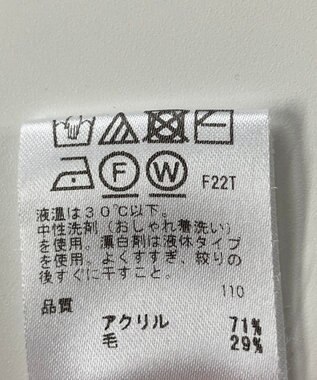 F W F22T
液温は30℃以下。
中性洗剤(おしゃれ着洗い)
を使用。漂白剤は液体タイプ
を使用。よくすすぎ、絞りの
後すぐに干すこと。
110
品質
アクリル 71%
毛 29%